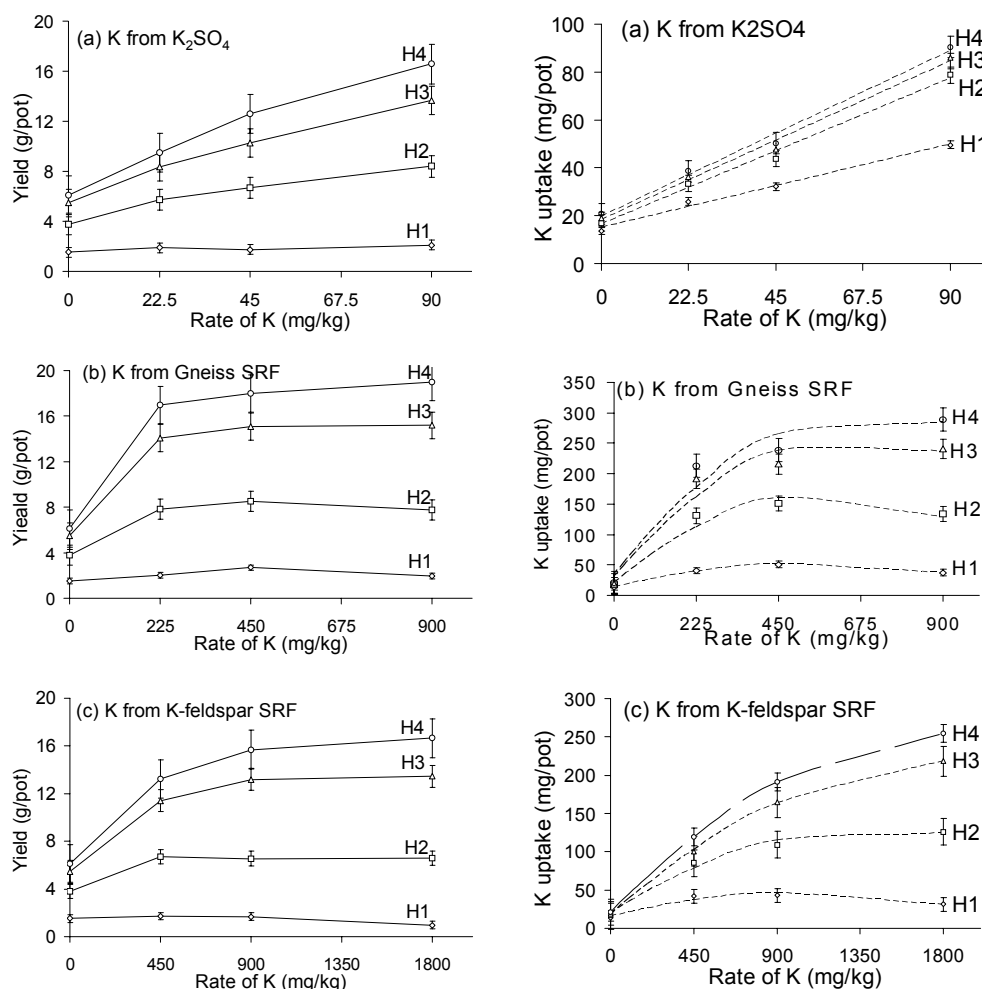 (a) K from K2SO4
Yield (g/pot)
20
16
12
8
4
0
H4
H3
H2
H1
0 22.5 45 67.5 90
Rate of K (mg/kg)
(a) K from K2SO4
K uptake (mg/pot)
100
80
60
40
20
0
H4
H3
H2
H1
0 22.5 45 67.5 90
Rate of K (mg/kg)
(b) K from Gneiss SRF
Yieald (g/pot)
20
16
12
8
4
0
H4
H3
H2
H1
0 225 450 675 900
Rate of K (mg/kg)
(b) K from Gneiss SRF
K uptake (mg/pot)
350
300
250
200
150
100
50
0
H4
H3
H2
H1
0 225 450 675 900
Rate of K (mg/kg)
(c) K from K-feldspar SRF
Yield (g/pot)
20
16
12
8
4
0
H4
H3
H2
H1
0 450 900 1350 1800
Rate of K (mg/kg)
(c) K from K-feldspar SRF
K uptake (mg/pot)
300
250
200
150
100
50
0
H4
H3
H2
H1
0 450 900 1350 1800
Rate of K (mg/kg)